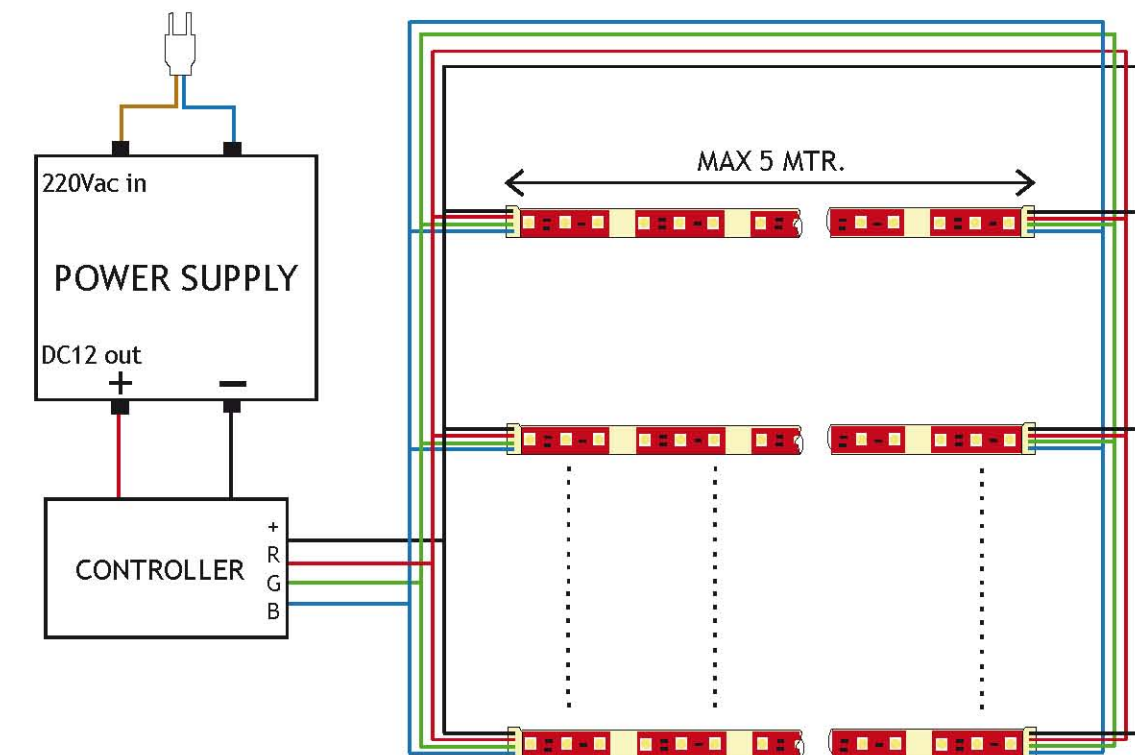 MAX 5 MTR.
220Vac in
POWER SUPPLY
DC12 out
+ −
+
R
CONTROLLER
G
B